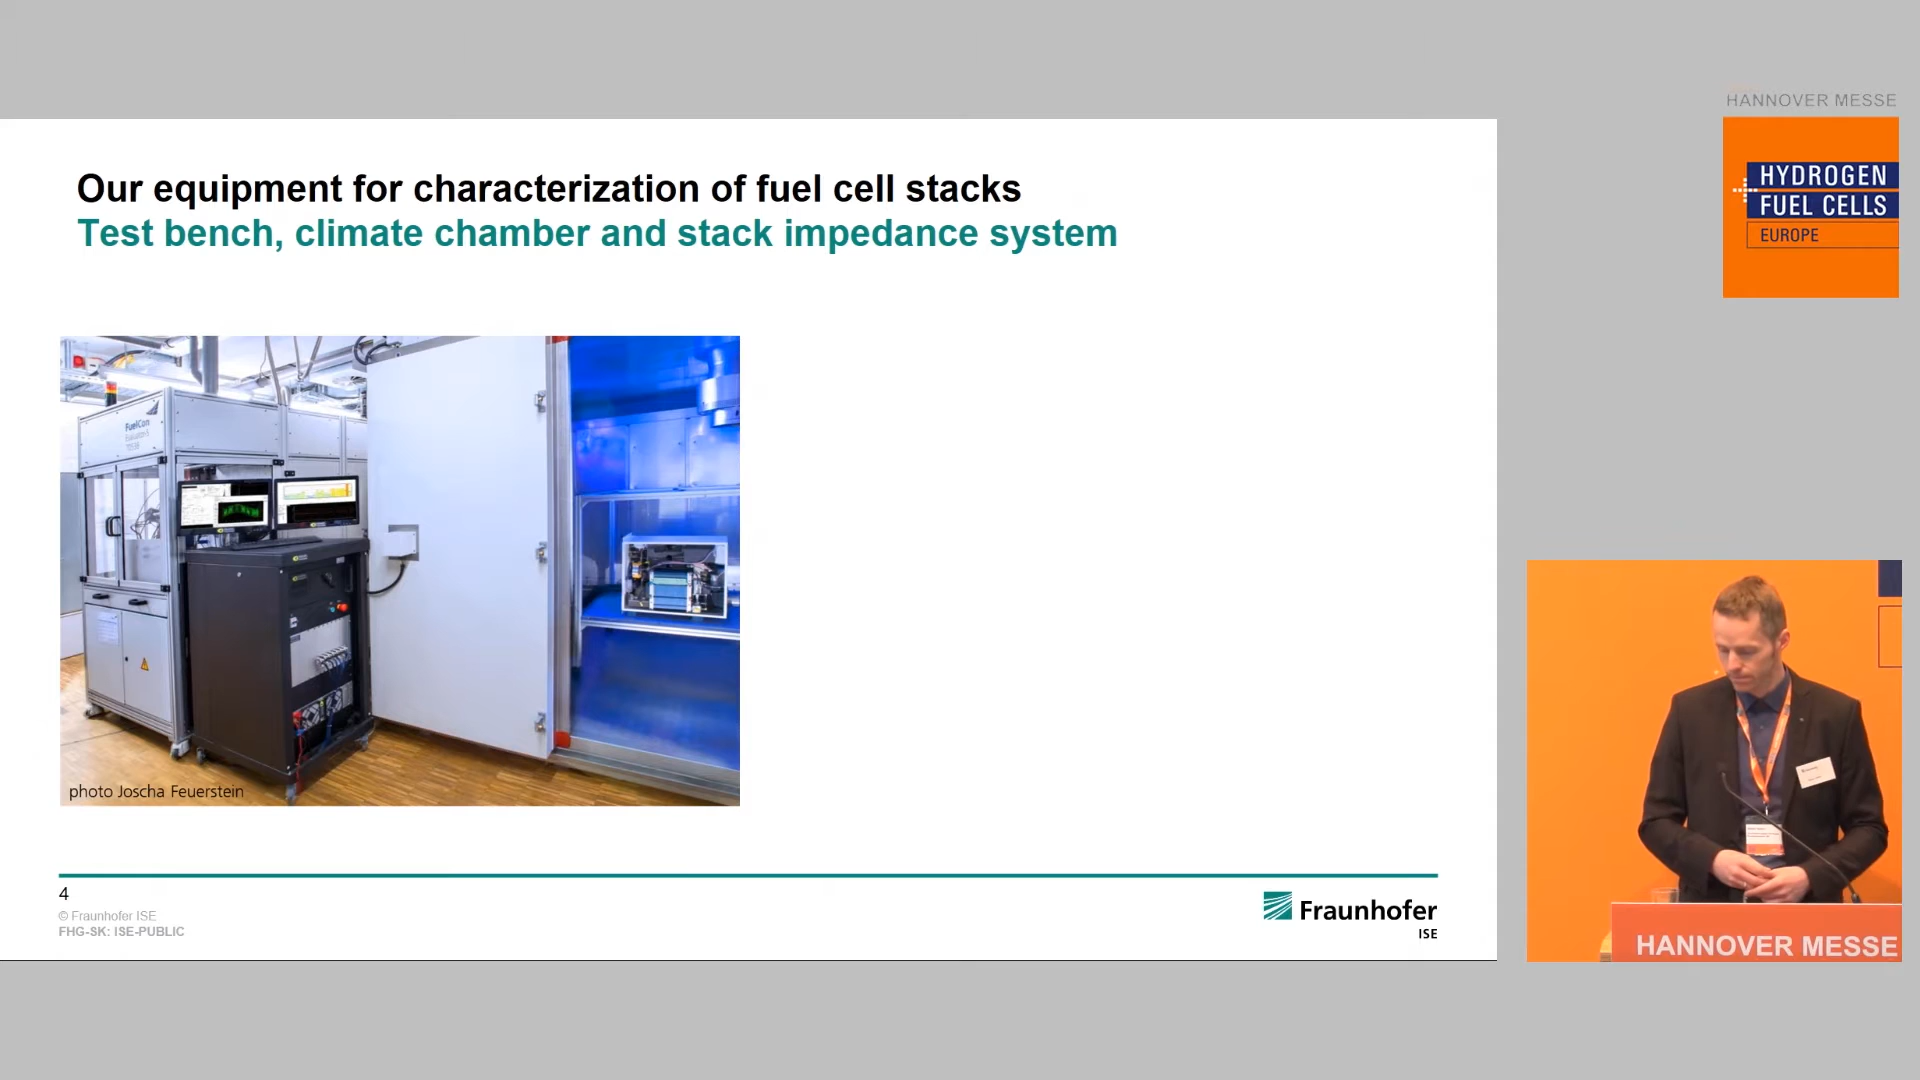 HANNOVER MESSE
HYDROGEN
FUEL CELLS
EUROPE
Our equipment for characterization of fuel cell stacks
Test bench, climate chamber and stack impedance system
FuelCon
photo Joscha Feuerstein
4
© Fraunhofer ISE
FHG-SK: ISE-PUBLIC
Fraunhofer
ISE
HANNOVER MESSE